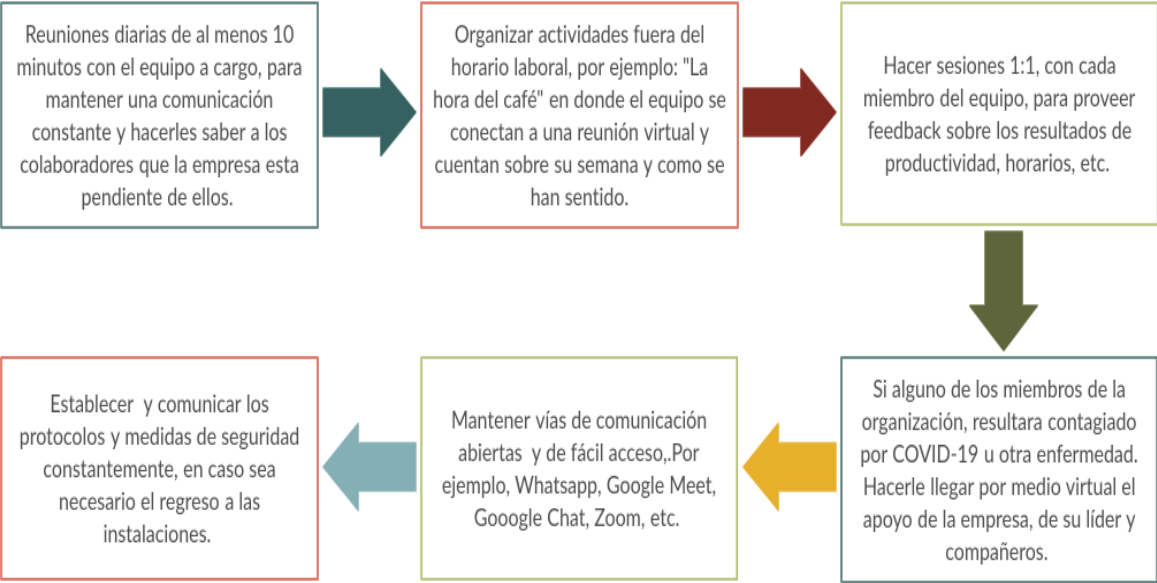 Reuniones diarias de al menos 10
minutos con el equipo a cargo, para
mantener una comunicación
constante y hacerles saber a los
colaboradores que la empresa esta
pendiente de ellos.
Organizar actividades fuera del
horario laboral, por ejemplo: "La
hora del café" en donde el equipo se
conectan a una reunión virtual y
cuentan sobre su semana y como se
han sentido.
Hacer sesiones 1:1, con cada
miembro del equipo, para proveer
feedback sobre los resultados de
productividad, horarios, etc.
Si alguno de los miembros de la
organización, resultara contagiado
por COVID-19 u otra enfermedad.
Hacerle llegar por medio virtual el
apoyo de la empresa, de su líder y
compañeros.
Mantener vías de comunicación
abiertas y de fácil acceso,.Por
ejemplo, Whatsapp, Google Meet,
Gooogle Chat, Zoom, etc.
Establecer y comunicar los
protocolos y medidas de seguridad
constantemente, en caso sea
necesario el regreso a las
instalaciones.